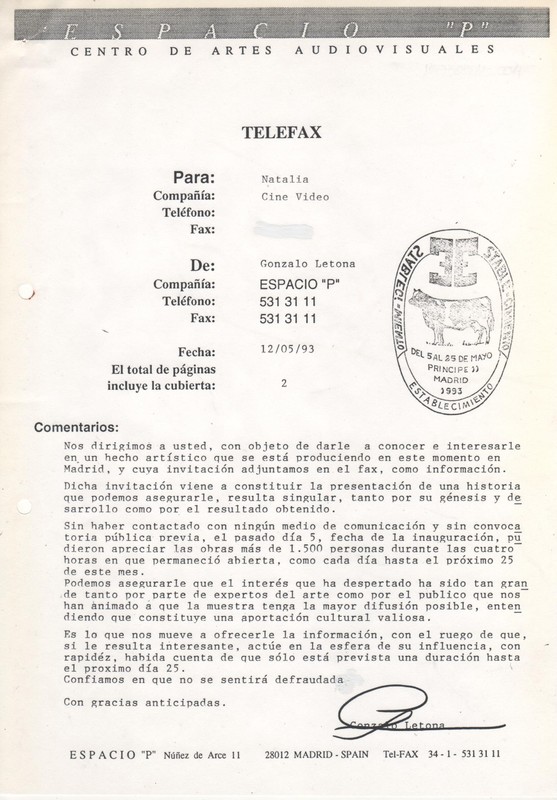 ESPACIO "P"
CENTRO DE ARTES AUDIOVISUALES
TELEFAX
Para: Natalia
Compañía: Cine Video
Teléfono:
Fax:
De: Gonzalo Letona
Compañía: ESPACIO "P"
Teléfono: 531 31 11
Fax: 531 31 11
Fecha: 12/05/93
El total de páginas
incluye la cubierta: 2
DEL 5 AL 25 DE MAYO
PRINCIPE 11
MADRID
1993
ESTABLECIMIENTO
Comentarios:
Nos dirigimos a usted, con objeto de darle a conocer e interesarle
en un hecho artístico que se está produciendo en este momento en
Madrid, y cuya invitación adjuntamos en el fax, como información.
Dicha invitación viene a constituir la presentación de una historia
que podemos asegurarle, resulta singular, tanto por su génesis y de
sarrollo como por el resultado obtenido.
Sin haber contactado con ningún medio de comunicación y sin convoca
toria pública previa, el pasado día 5, fecha de la inauguración, pu
dieron apreciar las obras más de 1.500 personas durante las cuatro
horas en que permaneció abierta, como cada día hasta el próximo 25
de este mes.
Podemos asegurarle que el interés que ha despertado ha sido tan gran
de tanto por parte de expertos del arte como por el publico que nos
han animado a que la muestra tenga la mayor difusión posible, enten
diendo que constituye una aportación cultural valiosa.
Es lo que nos mueve a ofrecerle la información, con el ruego de que,
si le resulta interesante, actúe en la esfera de su influencia, con
rapidéz, habida cuenta de que sólo está prevista una duración hasta
el proximo día 25.
Confiamos en que no se sentirá defraudada
Con gracias anticipadas.
Gonzalo Letona
ESPACIO "P" Núñez de Arce 11 28012 MADRID - SPAIN Tel-FAX 34 - 1 - 531 31 11